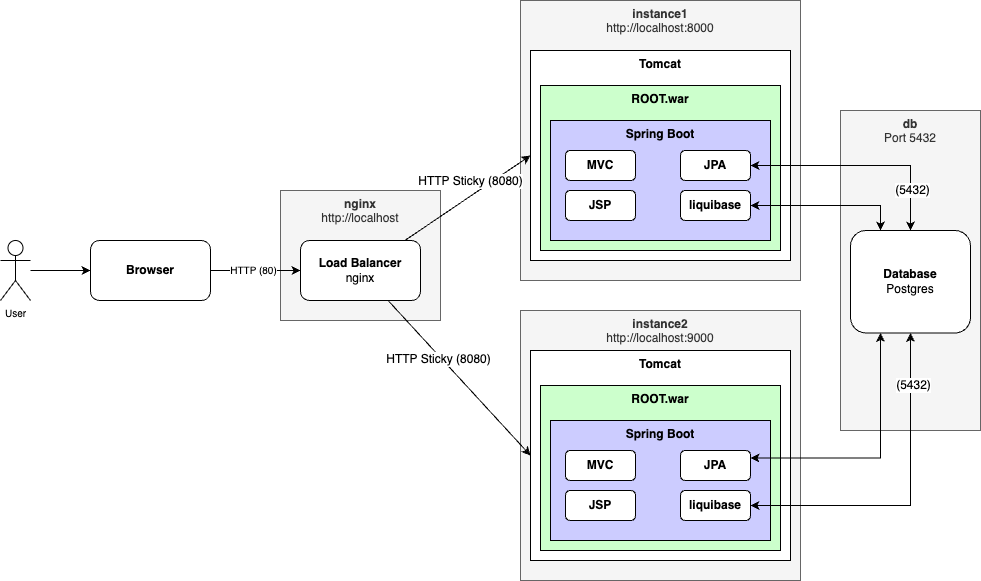 User
Browser
HTTP (80)
nginx
http://localhost
Load Balancer
nginx
HTTP Sticky (8080)
HTTP Sticky (8080)
instance1
http://localhost:8000
Tomcat
ROOT.war
Spring Boot
MVC
JPA
JSP
liquibase
instance2
http://localhost:9000
Tomcat
ROOT.war
Spring Boot
MVC
JPA
JSP
liquibase
db
Port 5432
(5432)
Database
Postgres
(5432)